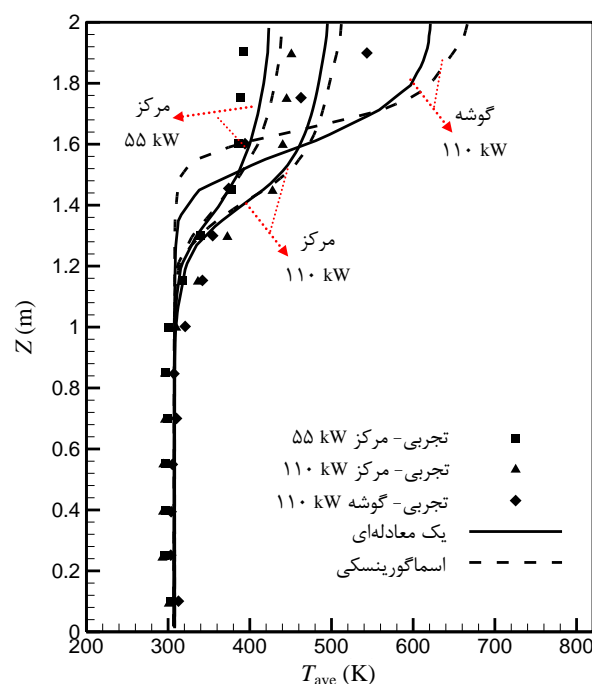 2
1.8
1.6
1.4
1.2
1
0.8
0.6
0.4
0.2
0
Z (m)
مرکز
۵۵ kW
گوشه
۱۱۰ kW
مرکز
۱۱۰ kW
تجربی- مرکز ۵۵ kW
تجربی- مرکز ۱۱۰ kW
تجربی- گوشه ۱۱۰ kW
یک معادله‌ای
اسماگورینسکی
200 300 400 500 600 700 800
T_ave (K)